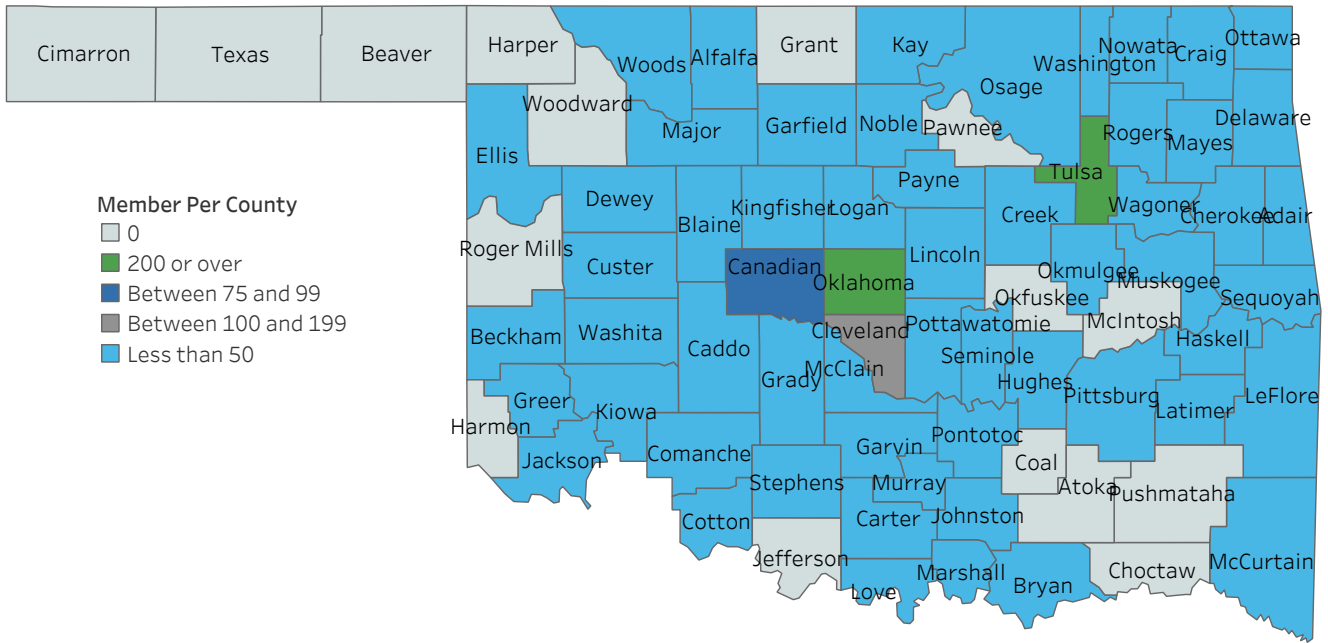 Cimarron
Texas
Beaver
Harper
Woods
Alfalfa
Grant
Kay
Osage
Washington
Nowata
Craig
Ottawa
Woodward
Ellis
Major
Garfield
Noble
Pawnee
Rogers
Mayes
Delaware
Tulsa
Dewey
Blaine
Kingfisher
Logan
Payne
Creek
Wagoner
Cherokee
Adair
Member Per County
0
200 or over
Between 75 and 99
Between 100 and 199
Less than 50
Roger Mills
Custer
Canadian
Oklahoma
Lincoln
Okmulgee
Muskogee
Okfuskee
Sequoyah
McIntosh
Beckham
Washita
Caddo
Grady
Cleveland
McClain
Pottawatomie
Seminole
Hughes
Haskell
Pittsburg
Latimer
LeFlore
Greer
Kiowa
Harmon
Jackson
Comanche
Garvin
Pontotoc
Coal
Stephens
Murray
Atoka
Pushmataha
Cotton
Carter
Johnston
Jefferson
Love
Marshall
Bryan
Choctaw
McCurtain